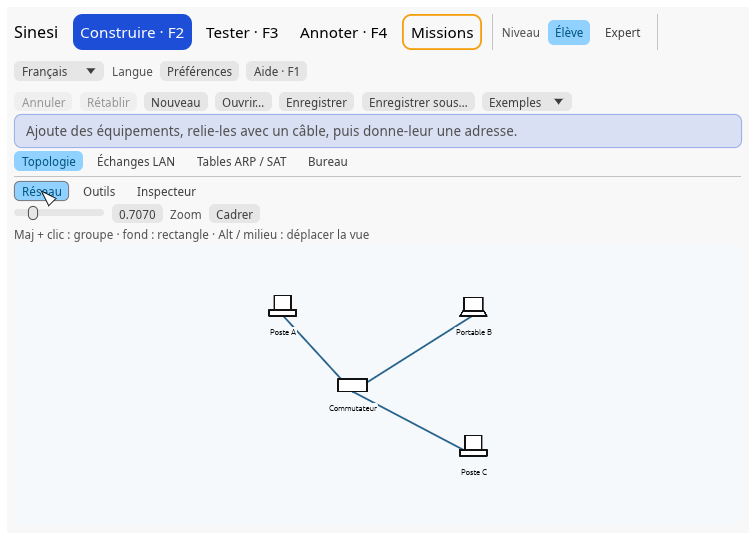 Sinesi Construire · F2 Tester · F3 Annoter · F4 Missions Niveau Élève Expert
Français Langue Préférences Aide · F1
Annuler Rétablir Nouveau Ouvrir... Enregistrer Enregistrer sous... Exemples
Ajoute des équipements, relie-les avec un câble, puis donne-leur une adresse.
Topologie Échanges LAN Tables ARP / SAT Bureau
Réseau Outils Inspecteur
0.7070 Zoom Cadrer
Maj + clic : groupe · fond : rectangle · Alt / milieu : déplacer la vue
Poste A Portable B
Commutateur
Poste C